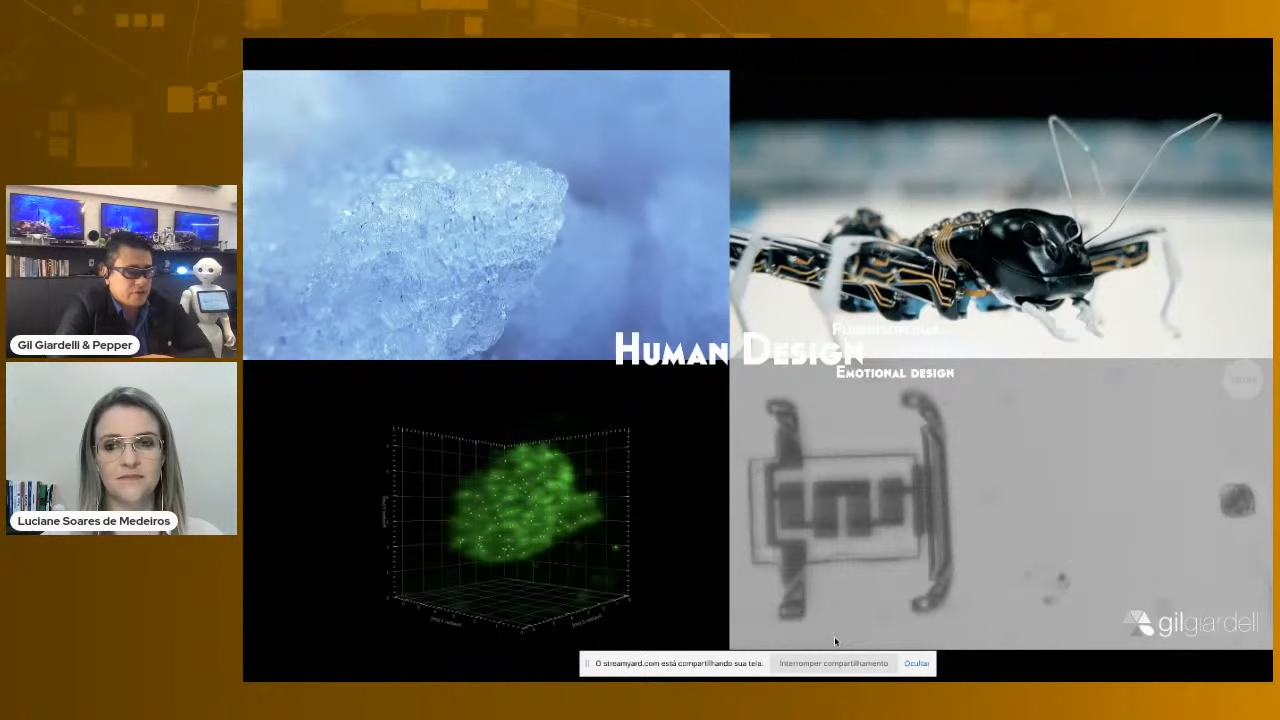 Gil Giardelli & Pepper
Luciane Soares de Medeiros
Human Design
Emotional design
gilgiardelli
O streamyard.com está compartilhando sua tela.
Interromper compartilhamento
Ocultar